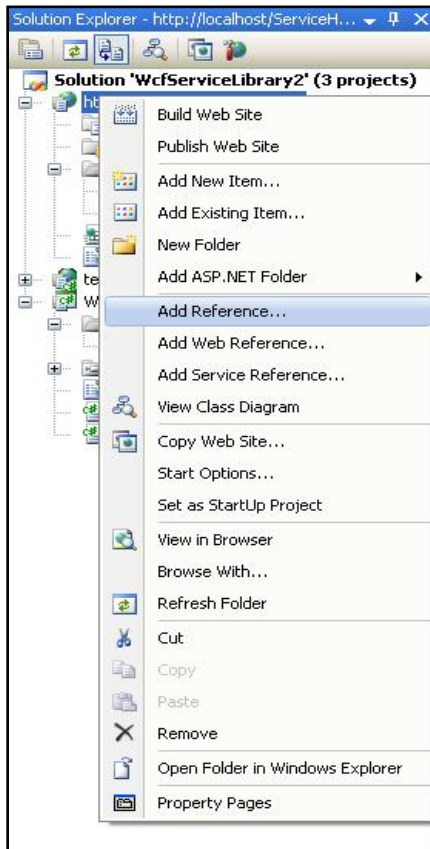 Solution Explorer - http://localhost/ServiceH...
Solution 'WcfServiceLibrary2' (3 projects)
ht
Build Web Site
Publish Web Site
Add New Item...
Add Existing Item...
New Folder
Add ASP.NET Folder
te
W
Add Reference...
Add Web Reference...
Add Service Reference...
View Class Diagram
Copy Web Site...
Start Options...
Set as StartUp Project
View in Browser
Browse With...
Refresh Folder
Cut
Copy
Paste
Remove
Open Folder in Windows Explorer
Property Pages